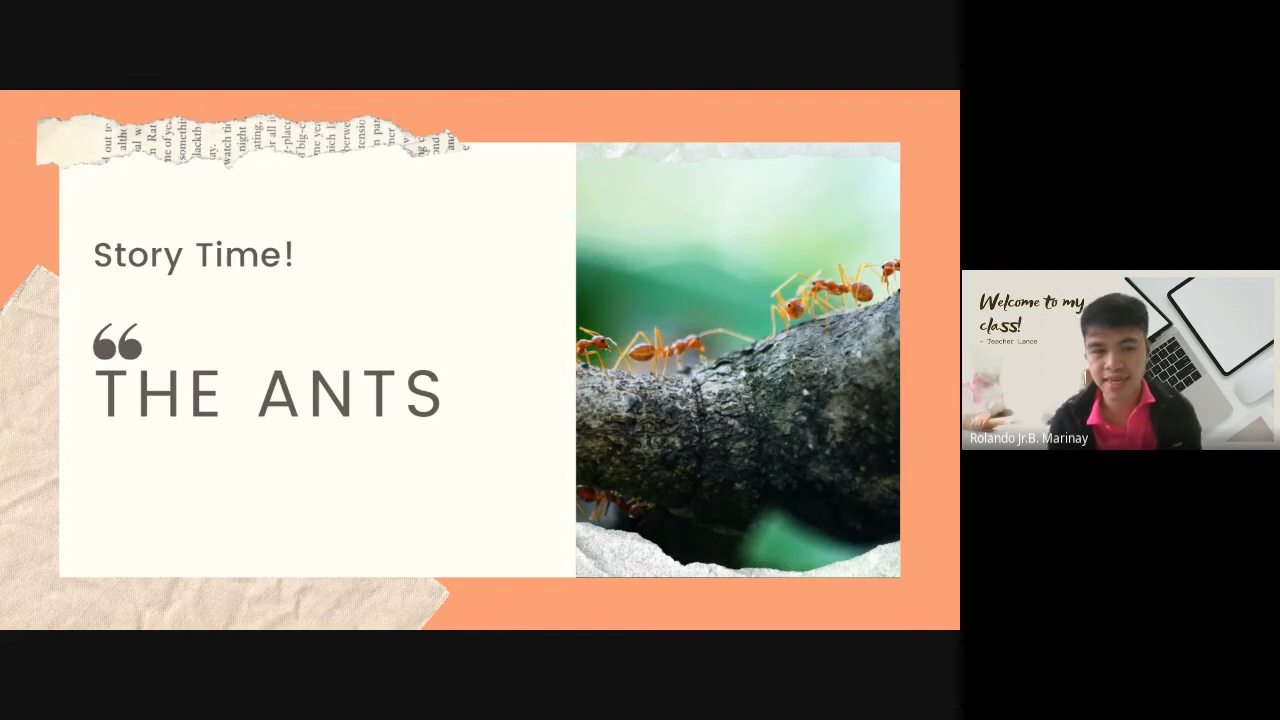 Story Time!
“
THE ANTS
Welcome to my
class!
- Teacher Lance
Rolando Jr.B. Marinay